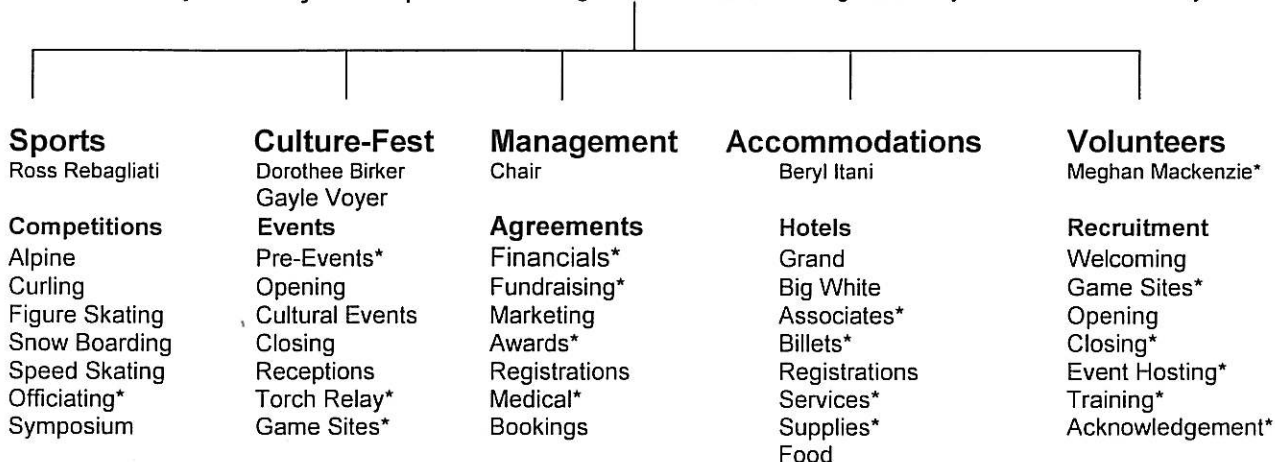 Sports
Ross Rebagliati
Competitions
Alpine
Curling
Figure Skating
Snow Boarding
Speed Skating
Officiating*
Symposium
Culture-Fest
Dorothee Birker
Gayle Voyer
Events
Pre-Events*
Opening
Cultural Events
Closing
Receptions
Torch Relay*
Game Sites*
Management
Chair
Agreements
Financials*
Fundraising*
Marketing
Awards*
Registrations
Medical*
Bookings
Accommodations
Beryl Itani
Hotels
Grand
Big White
Associates*
Billets*
Registrations
Services*
Supplies*
Food
Volunteers
Meghan Mackenzie*
Recruitment
Welcoming
Game Sites*
Opening
Closing*
Event Hosting*
Training*
Acknowledgement*